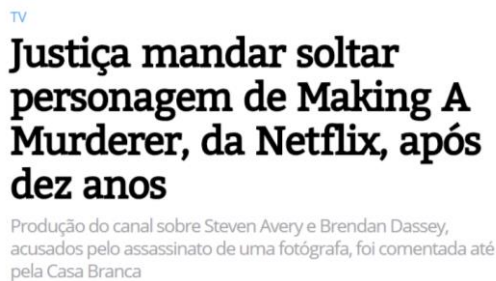 TV
Justiça mandar soltar
personagem de Making A
Murderer, da Netflix, após
dez anos
Produção do canal sobre Steven Avery e Brendan Dassey,
acusados pelo assassinato de uma fotógrafa, foi comentada até
pela Casa Branca